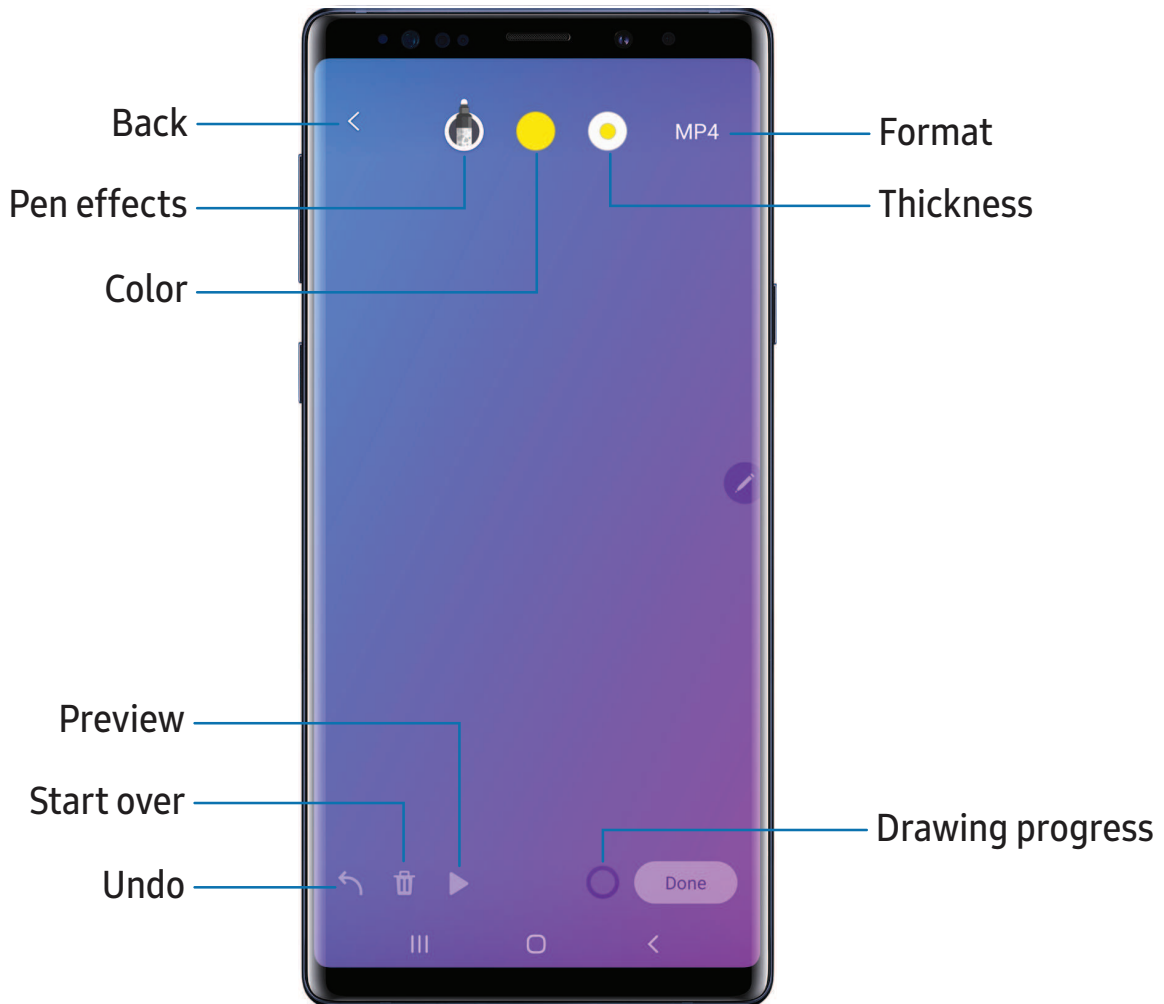 Back
MP4
Format
Pen effects
Thickness
Color
Preview
Start over
Drawing progress
Undo
Done